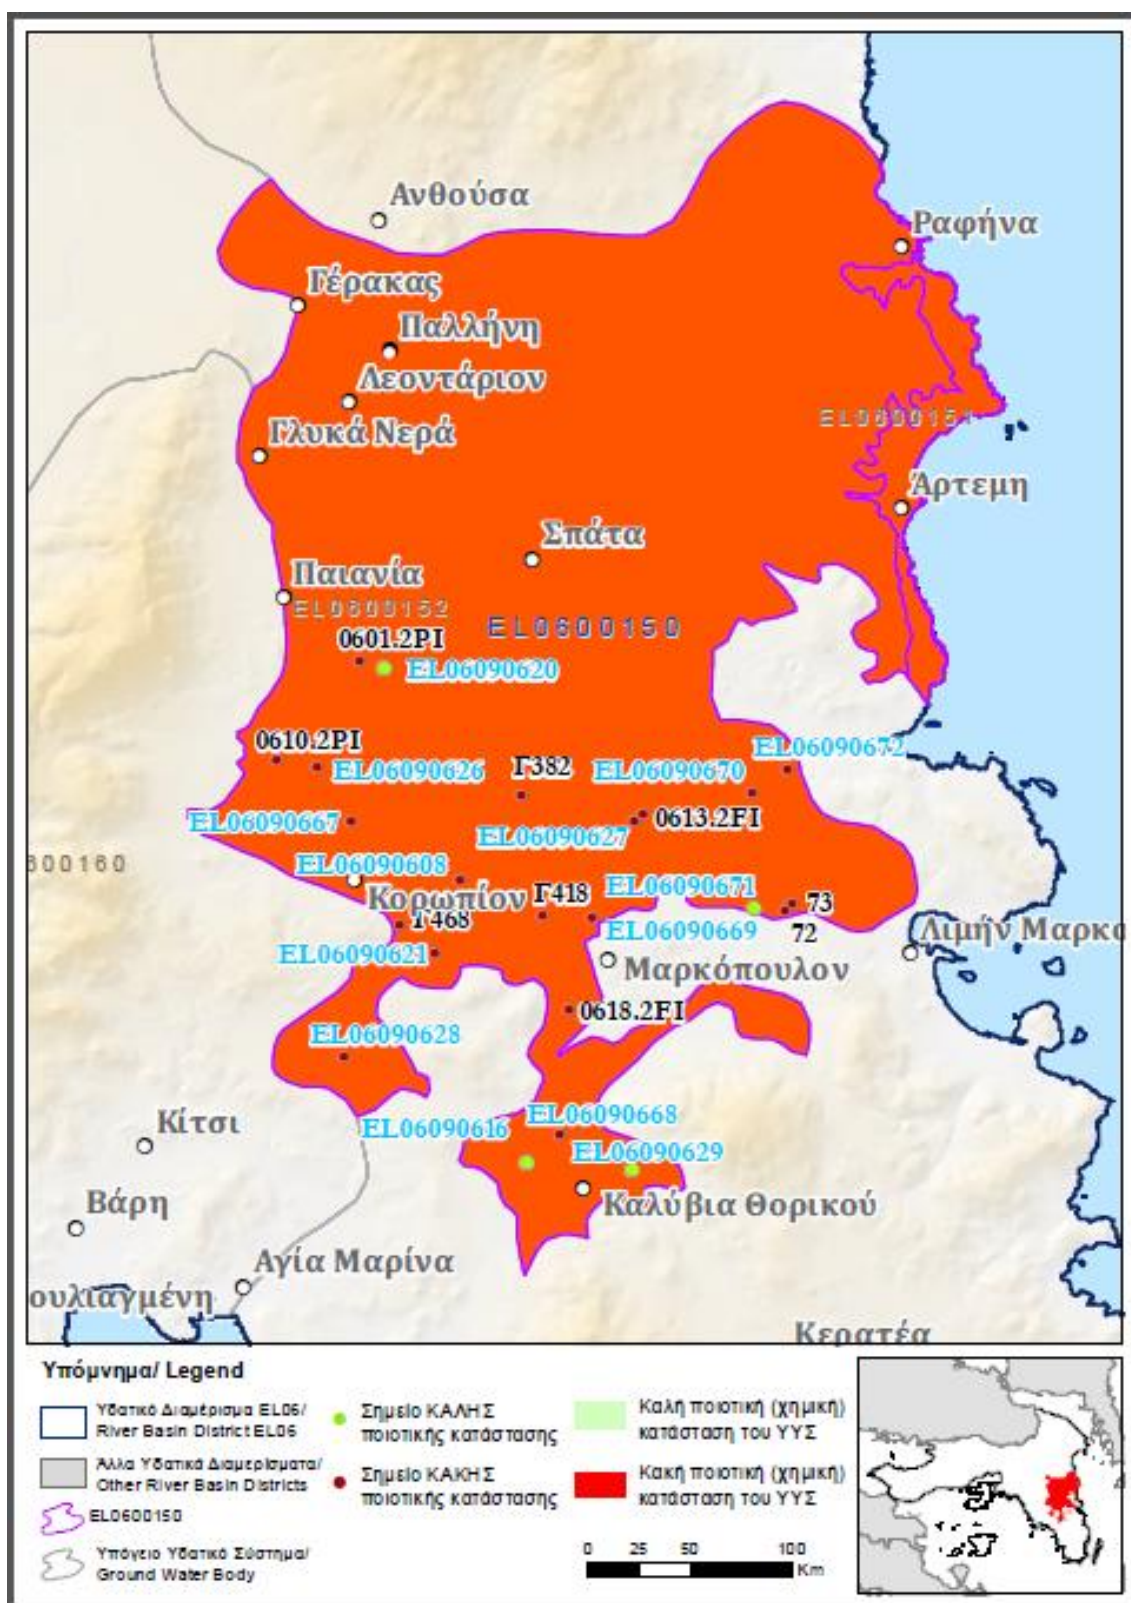 Ανθούσα
Ραφήνα
Γέρακας
Παλλήνη
Λεοντάριον
EL0600151
Γλυκά Νερά
Άρτεμη
Σπάτα
Παιανία
EL0600152
EL0600150
0601.2PI
EL06090620
0610.2PI
EL06090672
EL06090626
Γ382
EL06090670
EL06090667
EL06090627
0613.2FI
EL06090608
0600160
Κορωπίον
Γ418
EL06090671
73
Γ468
EL06090669
72
Λιμήν Μαρκο
EL06090621
Μαρκόπουλον
0618.2FI
EL06090628
Κίτσι
EL06090616
EL06090668
EL06090629
Βάρη
Καλύβια Θορικού
Αγία Μαρίνα
ουλιαγμένη
Κερατέα
Υπόμνημα/ Legend
Υδατικό Διαμέρισμα EL06/
River Basin District EL06
Άλλα Υδατικά Διαμερίσματα/
Other River Basin Districts
EL0600150
Υπόγειο Υδατικό Σύστημα/
Ground Water Body
Σημείο ΚΑΛΗΣ
ποιοτικής κατάστασης
Σημείο ΚΑΚΗΣ
ποιοτικής κατάστασης
Καλή ποιοτική (χημική)
κατάσταση του ΥΥΣ
Κακή ποιοτική (χημική)
κατάσταση του ΥΥΣ
0 25 50 100
Km